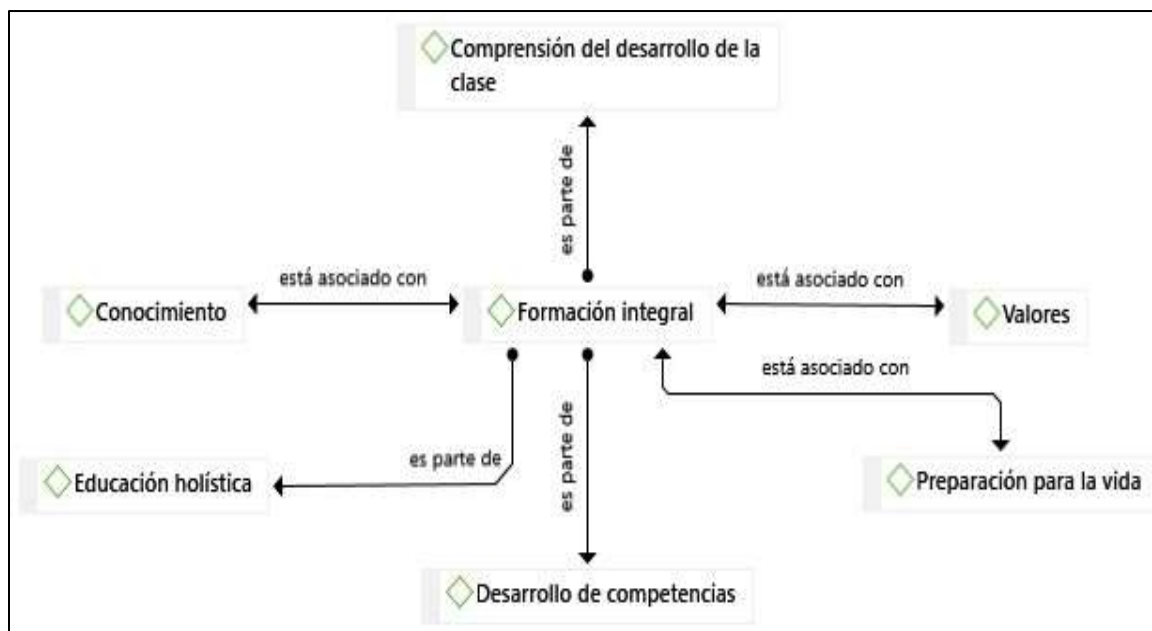 Comprensión del desarrollo de la
clase
es parte de
está asociado con
está asociado con
Conocimiento
Formación integral
Valores
está asociado con
es parte de
es parte de
Educación holística
Preparación para la vida
Desarrollo de competencias